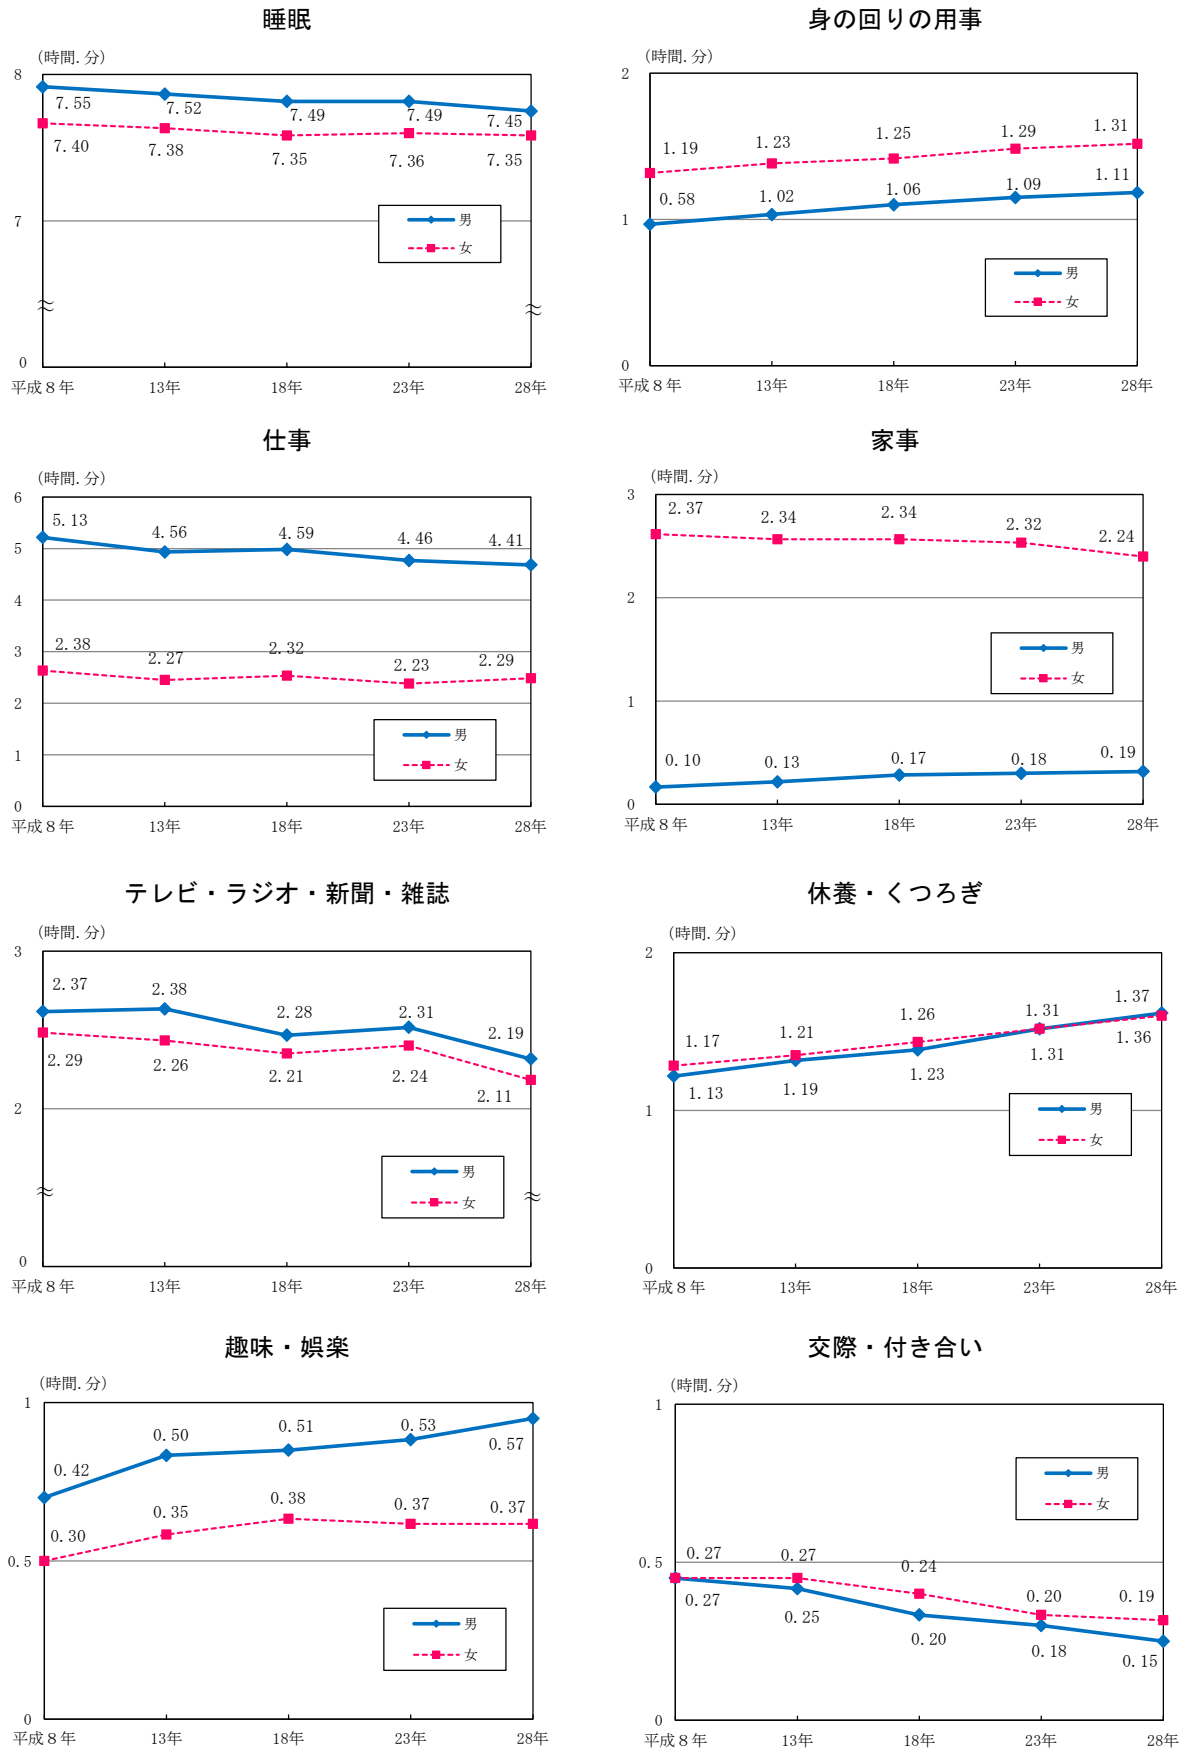 睡眠
(時間.分)
8
7.55
7.52
7.49
7.49
7.45
7.40
7.38
7.35
7.36
7.35
7
男
女
0
平成8年 13年 18年 23年 28年
身の回りの用事
(時間.分)
2
1.19
1.23
1.25
1.29
1.31
0.58
1.02
1.06
1.09
1.11
1
男
女
0
平成8年 13年 18年 23年 28年
仕事
(時間.分)
6
5.13
4.56
4.59
4.46
4.41
5
4
3
2.38
2.27
2.32
2.23
2.29
2
男
女
1
0
平成8年 13年 18年 23年 28年
家事
(時間.分)
3
2.37
2.34
2.34
2.32
2.24
2
男
女
1
0.10
0.13
0.17
0.18
0.19
0
平成8年 13年 18年 23年 28年
テレビ・ラジオ・新聞・雑誌
(時間.分)
3
2.37
2.38
2.28
2.31
2.19
2.29
2.26
2.21
2.24
2.11
2
男
女
0
平成8年 13年 18年 23年 28年
休養・くつろぎ
(時間.分)
2
1.17
1.21
1.26
1.31
1.37
1.13
1.19
1.23
1.31
1.36
1
男
女
0
平成8年 13年 18年 23年 28年
趣味・娯楽
(時間.分)
1
0.42
0.50
0.51
0.53
0.57
0.30
0.35
0.38
0.37
0.37
0.5
男
女
0
平成8年 13年 18年 23年 28年
交際・付き合い
(時間.分)
1
男
女
0.5
0.27
0.27
0.24
0.20
0.19
0.27
0.25
0.20
0.18
0.15
0
平成8年 13年 18年 23年 28年